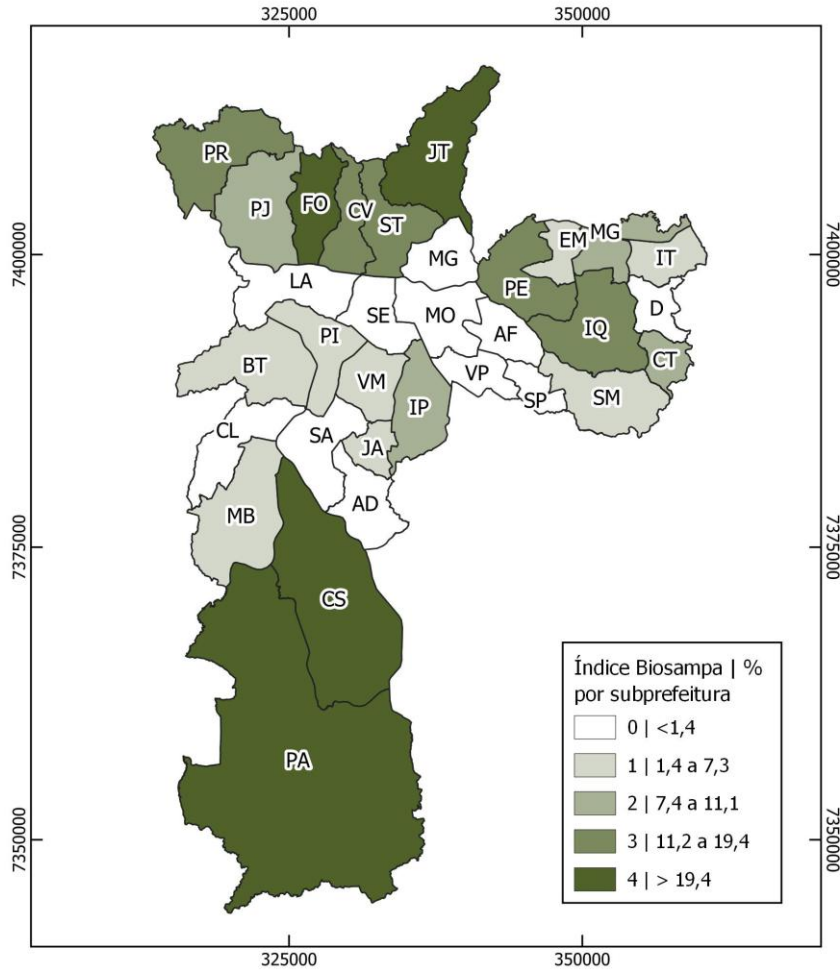 325000
350000
PR
JT
PJ
FO
CV
ST
7400000
7400000
MG
EM
MG
IT
LA
PE
SE
MO
D
PI
AF
IQ
BT
CT
VM
VP
IP
SP
SM
CL
SA
JA
MB
AD
7375000
7375000
CS
PA
Índice Biosampa | %
por subprefeitura
0 | <1,4
1 | 1,4 a 7,3
2 | 7,4 a 11,1
3 | 11,2 a 19,4
4 | > 19,4
7350000
7350000
325000
350000